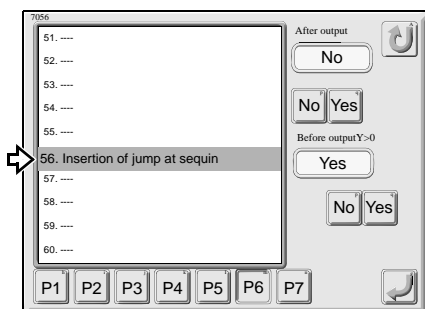 7056
51. ----
52. ----
53. ----
54. ----
55. ----
56. Insertion of jump at sequin
57. ----
58. ----
59. ----
60. ----
After output
No
No Yes
Before outputY>0
Yes
No Yes
P1 P2 P3 P4 P5 P6 P7